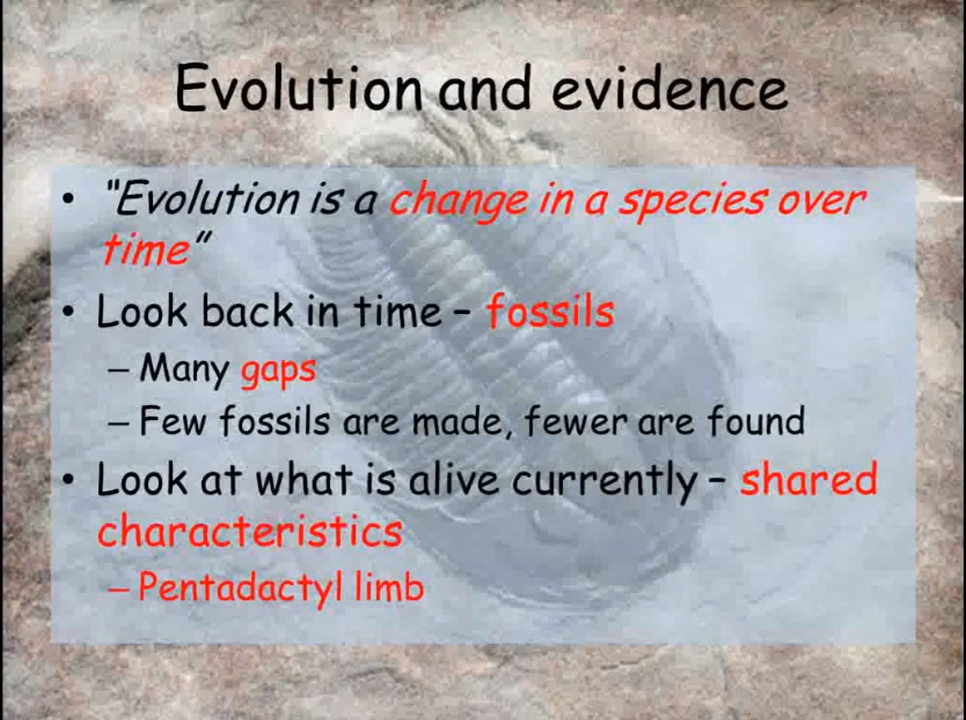 Evolution and evidence
• "Evolution is a change in a species over
time"
• Look back in time – fossils
– Many gaps
– Few fossils are made, fewer are found
• Look at what is alive currently – shared
characteristics
– Pentadactyl limb